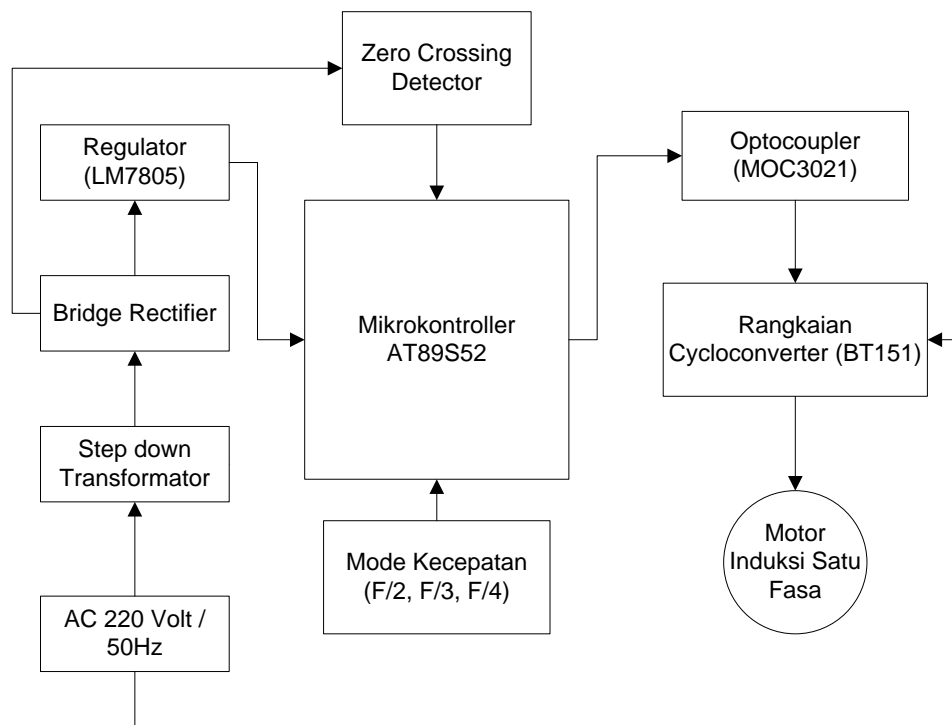 Zero Crossing
Detector
Regulator
(LM7805)
Optocoupler
(MOC3021)
Bridge Rectifier
Mikrokontroller
AT89S52
Rangkaian
Cycloconverter (BT151)
Step down
Transformator
Mode Kecepatan
(F/2, F/3, F/4)
Motor
Induksi Satu
Fasa
AC 220 Volt /
50Hz